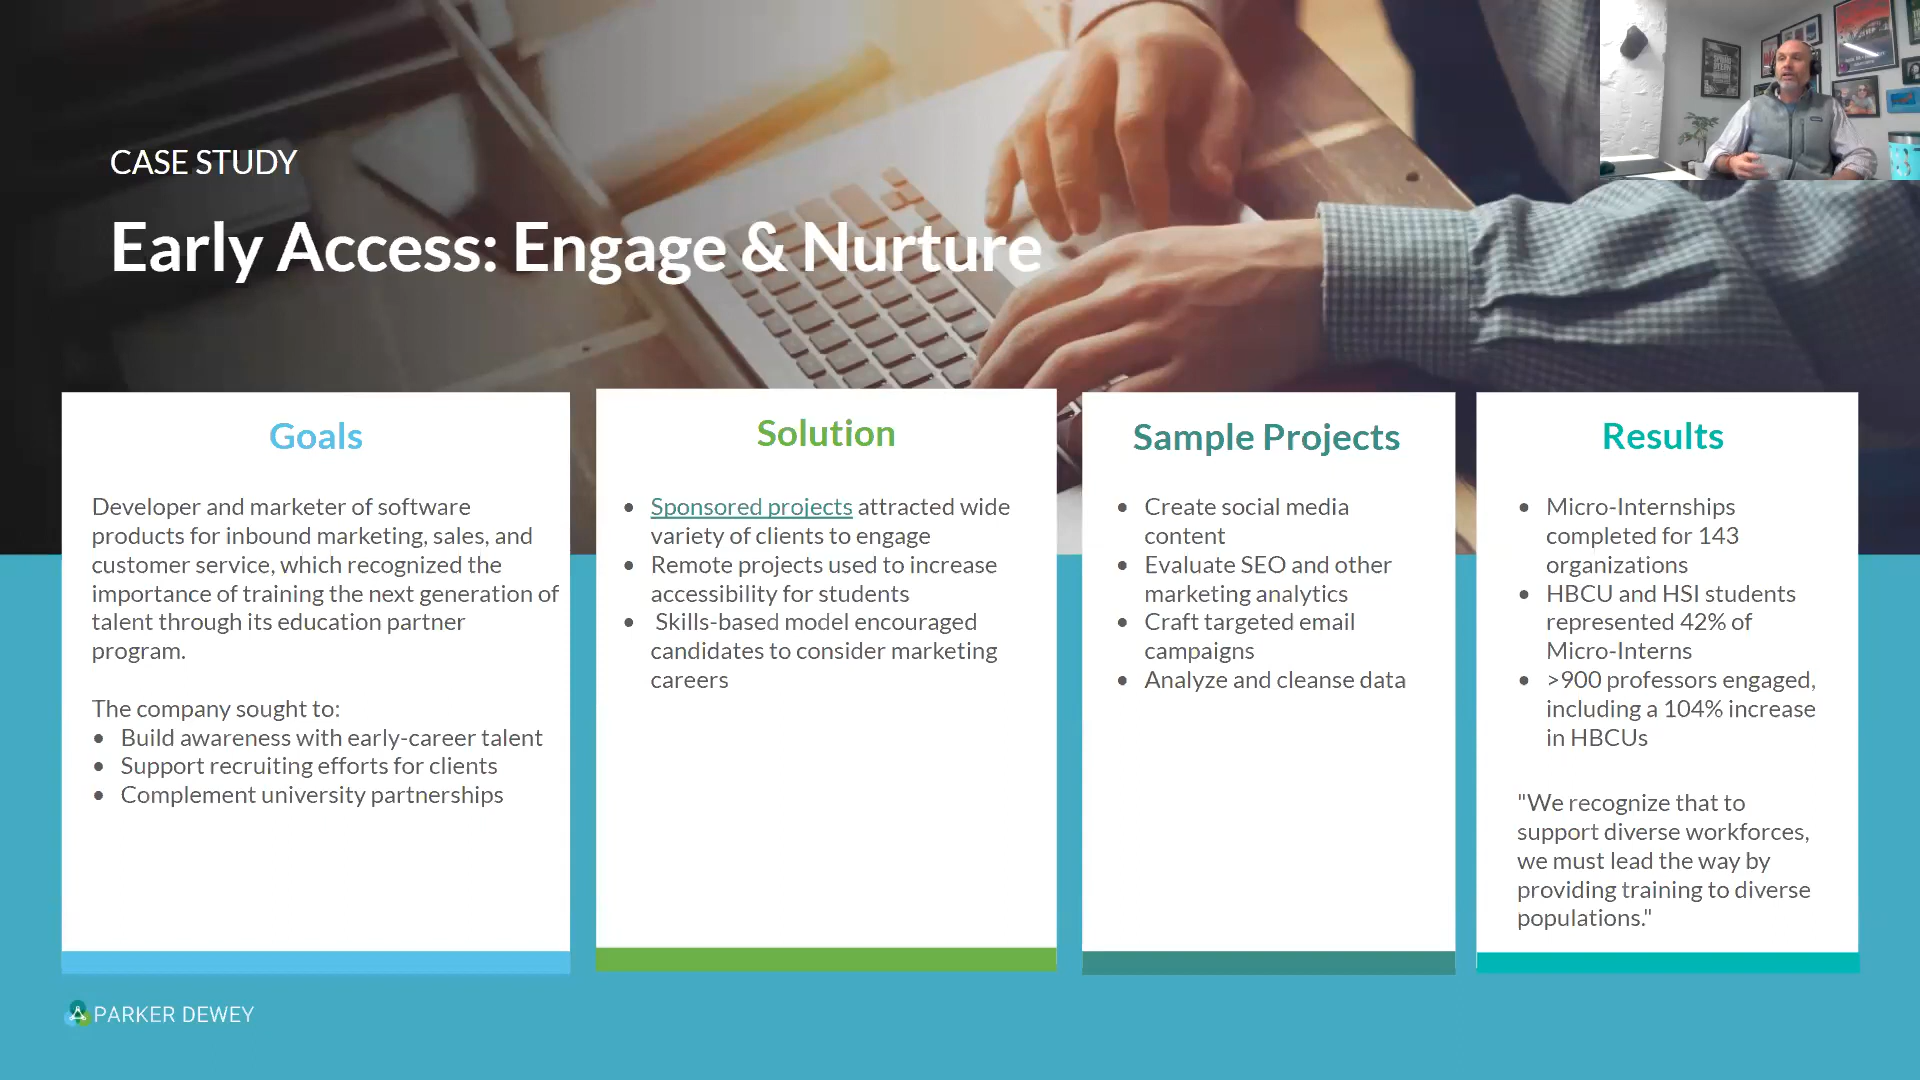 CASE STUDY
Early Access: Engage & Nurture
Goals
Developer and marketer of software
products for inbound marketing, sales, and
customer service, which recognized the
importance of training the next generation of
talent through its education partner
program.
The company sought to:
• Build awareness with early-career talent
• Support recruiting efforts for clients
• Complement university partnerships
Solution
• Sponsored projects attracted wide
variety of clients to engage
• Remote projects used to increase
accessibility for students
• Skills-based model encouraged
candidates to consider marketing
careers
Sample Projects
• Create social media
content
• Evaluate SEO and other
marketing analytics
• Craft targeted email
campaigns
• Analyze and cleanse data
Results
• Micro-Internships
completed for 143
organizations
• HBCU and HSI students
represented 42% of
Micro-Interns
• >900 professors engaged,
including a 104% increase
in HBCUs
"We recognize that to
support diverse workforces,
we must lead the way by
providing training to diverse
populations."
PARKER DEWEY